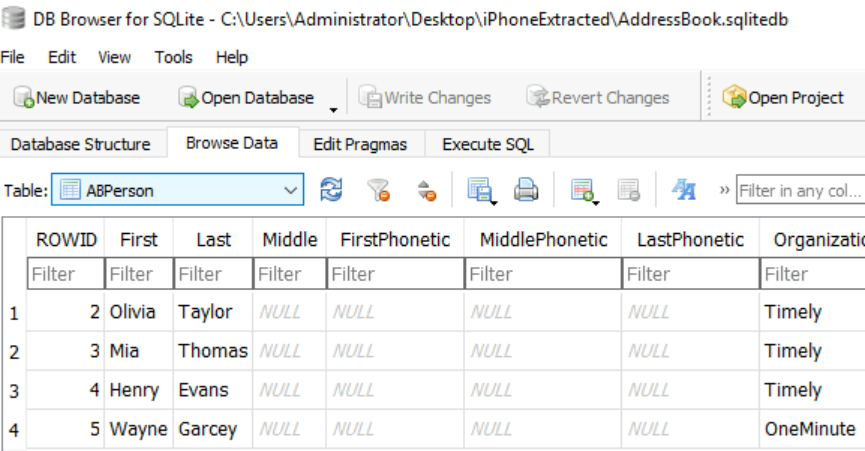 DB Browser for SQLite - C:\Users\Administrator\Desktop\iPhoneExtracted\AddressBook.sqlitedb
File Edit View Tools Help
New Database Open Database Write Changes Revert Changes Open Project
Database Structure Browse Data Edit Pragmas Execute SQL
Table: ABPerson » Filter in any col...
ROWID First Last Middle FirstPhonetic MiddlePhonetic LastPhonetic Organizatio
Filter Filter Filter Filter Filter Filter Filter Filter
1 2 Olivia Taylor NULL NULL NULL NULL Timely
2 3 Mia Thomas NULL NULL NULL NULL Timely
3 4 Henry Evans NULL NULL NULL NULL Timely
4 5 Wayne Garcey NULL NULL NULL NULL OneMinute